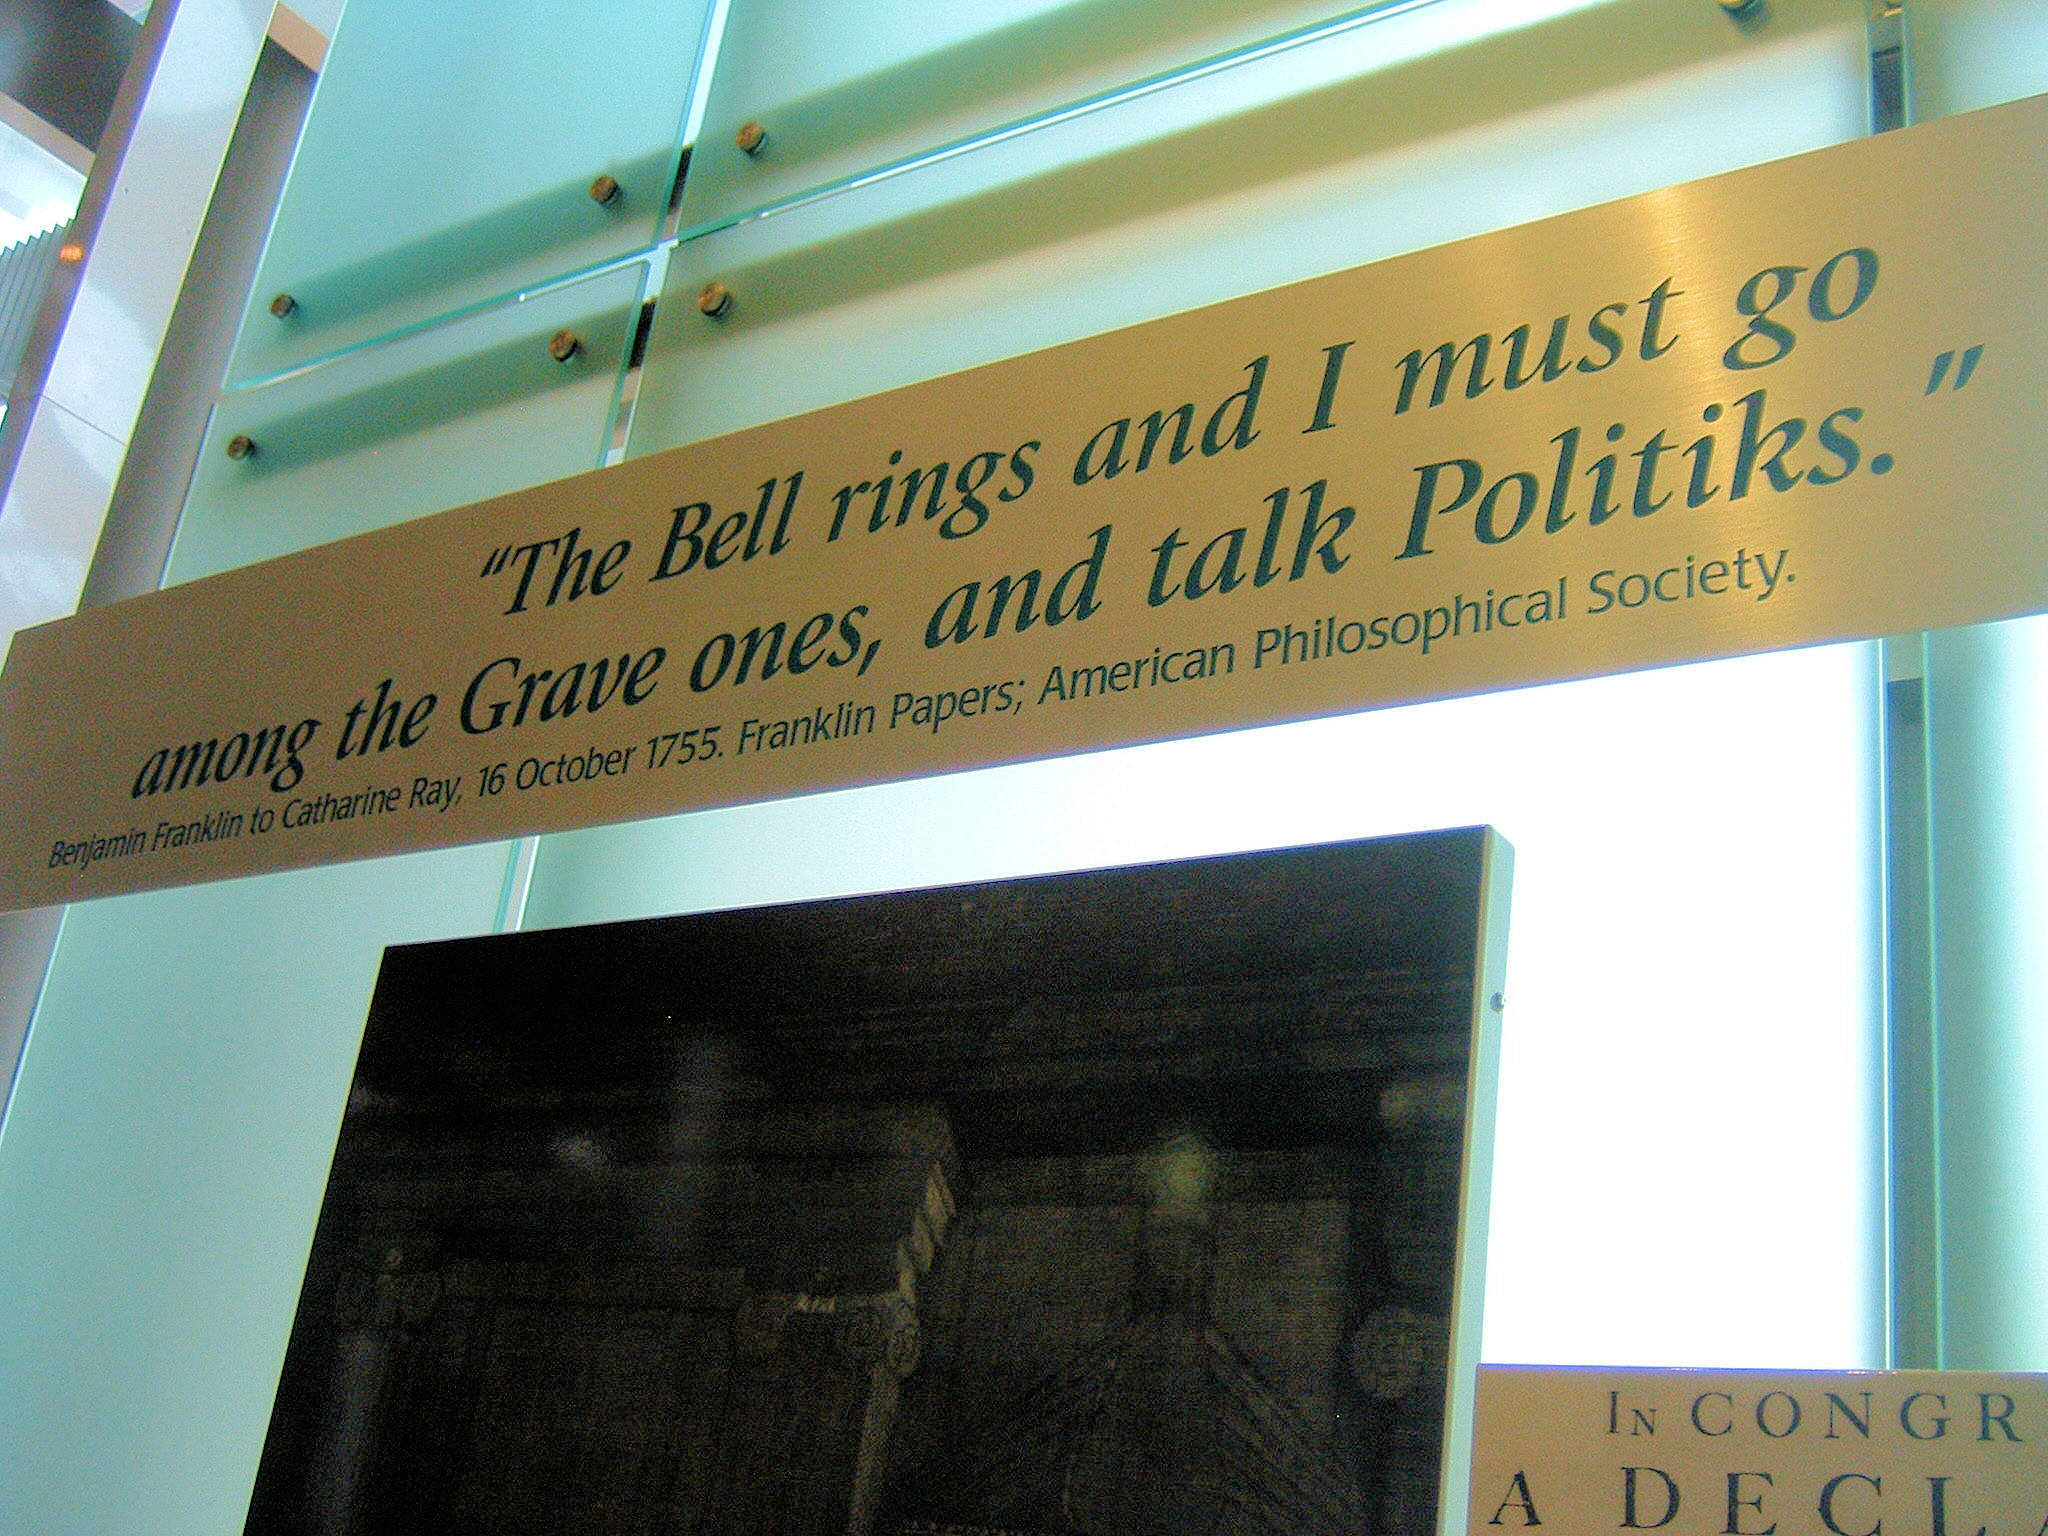 “The Bell rings and I must go
among the Grave ones, and talk Politiks.”
Benjamin Franklin to Catharine Ray, 16 October 1755. Franklin Papers; American Philosophical Society.
IN CONGR
A DECLA